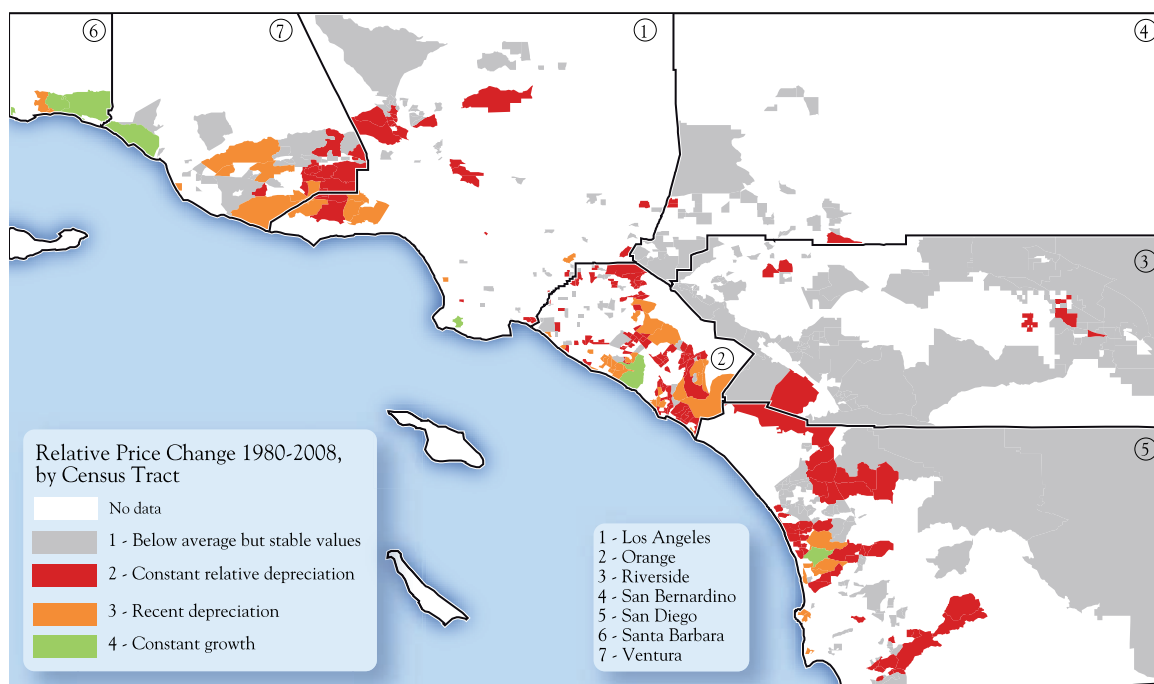 6
7
1
4
3
2
5
Relative Price Change 1980-2008,
by Census Tract
No data
1 - Below average but stable values
2 - Constant relative depreciation
3 - Recent depreciation
4 - Constant growth
1 - Los Angeles
2 - Orange
3 - Riverside
4 - San Bernardino
5 - San Diego
6 - Santa Barbara
7 - Ventura